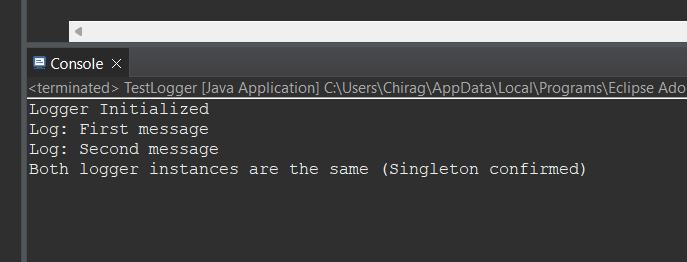 Console
<terminated> TestLogger [Java Application] C:\Users\Chirag\AppData\Local\Programs\Eclipse Ado
Logger Initialized
Log: First message
Log: Second message
Both logger instances are the same (Singleton confirmed)